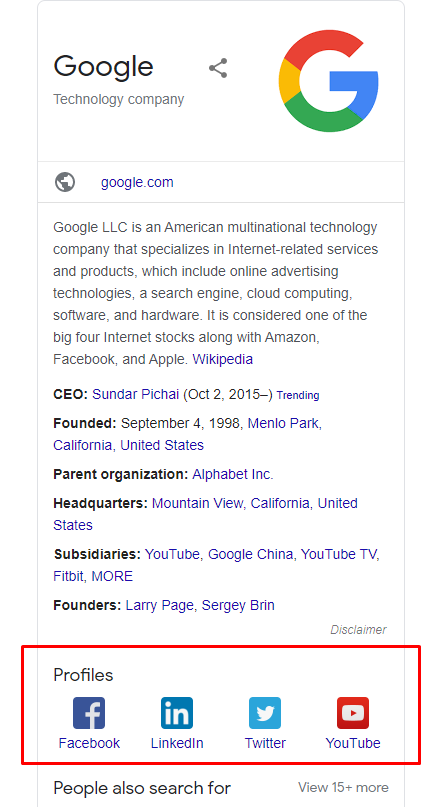 Google
Technology company
google.com
Google LLC is an American multinational technology
company that specializes in Internet-related services
and products, which include online advertising
technologies, a search engine, cloud computing,
software, and hardware. It is considered one of the
big four Internet stocks along with Amazon,
Facebook, and Apple. Wikipedia
CEO: Sundar Pichai (Oct 2, 2015–) Trending
Founded: September 4, 1998, Menlo Park,
California, United States
Parent organization: Alphabet Inc.
Headquarters: Mountain View, California, United
States
Subsidiaries: YouTube, Google China, YouTube TV,
Fitbit, MORE
Founders: Larry Page, Sergey Brin
Disclaimer
Profiles
Facebook LinkedIn Twitter YouTube
People also search for View 15+ more